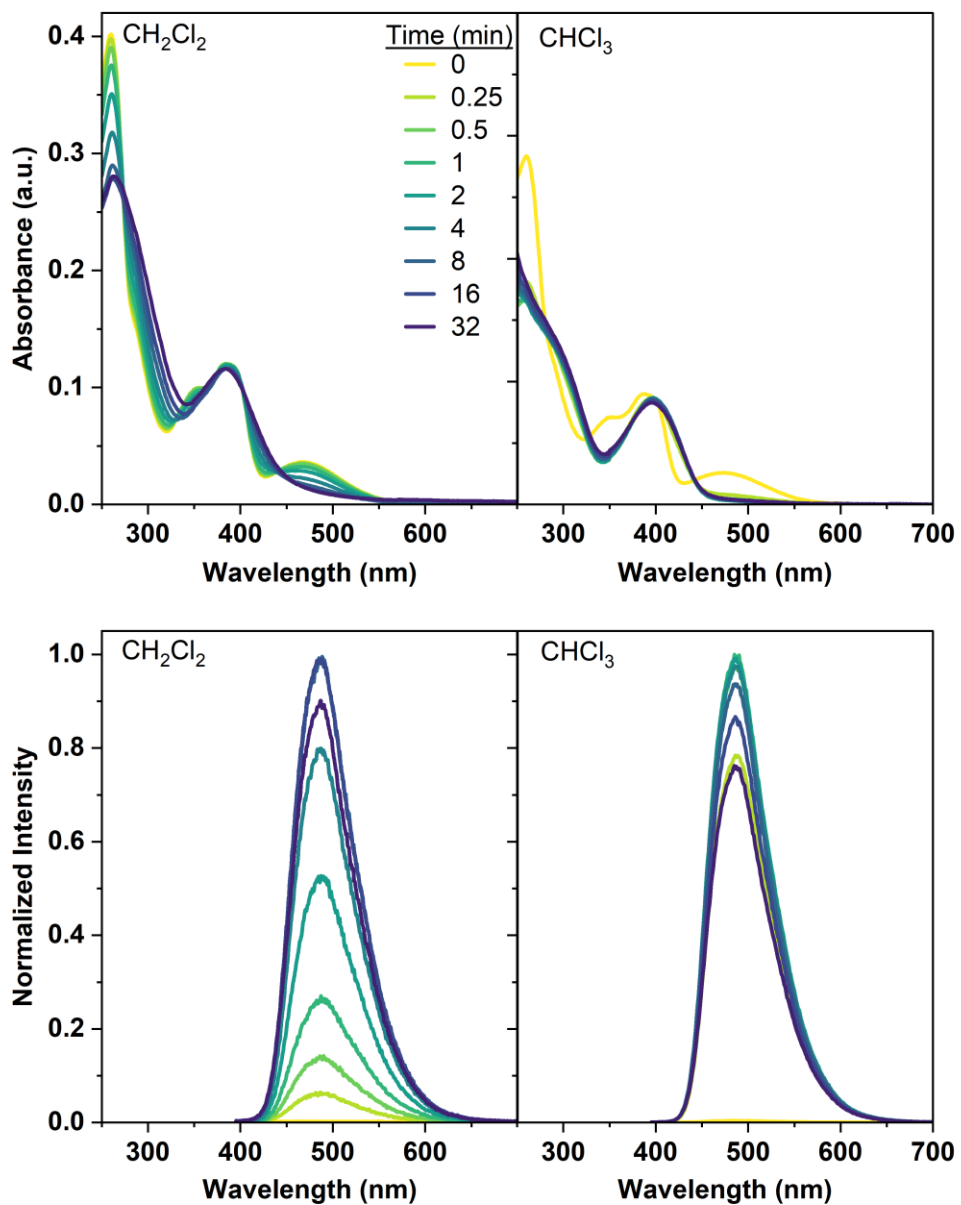 CH₂Cl₂
Time (min)
0
0.25
0.5
1
2
4
8
16
32
CHCl₃
Absorbance (a.u.)
0.4
0.3
0.2
0.1
0.0
300 400 500 600
Wavelength (nm)
300 400 500 600 700
Wavelength (nm)
CH₂Cl₂
CHCl₃
Normalized Intensity
1.0
0.8
0.6
0.4
0.2
0.0
300 400 500 600
Wavelength (nm)
300 400 500 600 700
Wavelength (nm)